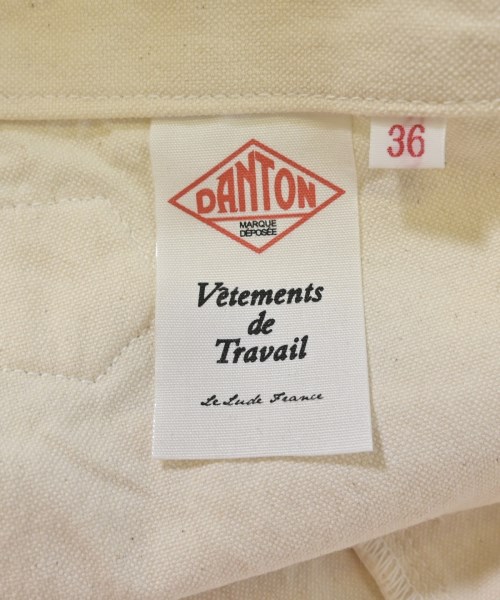 DANTON
MARQUE
DÉPOSÉE
Vêtements
de
Travail
Le Lude France
36